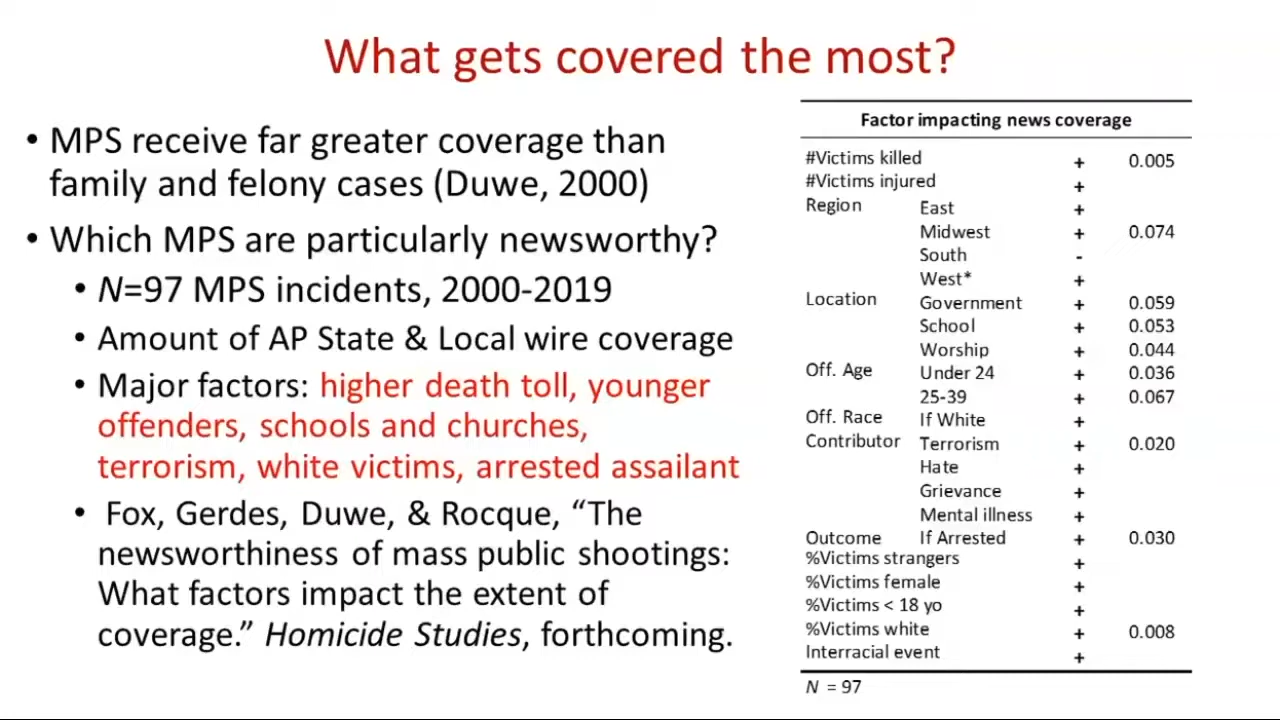 What gets covered the most?
• MPS receive far greater coverage than
family and felony cases (Duwe, 2000)
• Which MPS are particularly newsworthy?
• N=97 MPS incidents, 2000-2019
• Amount of AP State & Local wire coverage
• Major factors: higher death toll, younger
offenders, schools and churches,
terrorism, white victims, arrested assailant
• Fox, Gerdes, Duwe, & Rocque, “The
newsworthiness of mass public shootings:
What factors impact the extent of
coverage.” Homicide Studies, forthcoming.
Factor impacting news coverage
#Victims killed + 0.005
#Victims injured +
Region East +
Midwest + 0.074
South -
West* +
Location Government + 0.059
School + 0.053
Worship + 0.044
Off. Age Under 24 + 0.036
25-39 + 0.067
Off. Race If White +
Contributor Terrorism + 0.020
Hate +
Grievance +
Mental illness +
Outcome If Arrested + 0.030
%Victims strangers +
%Victims female +
%Victims < 18 yo +
%Victims white + 0.008
Interracial event +
N = 97